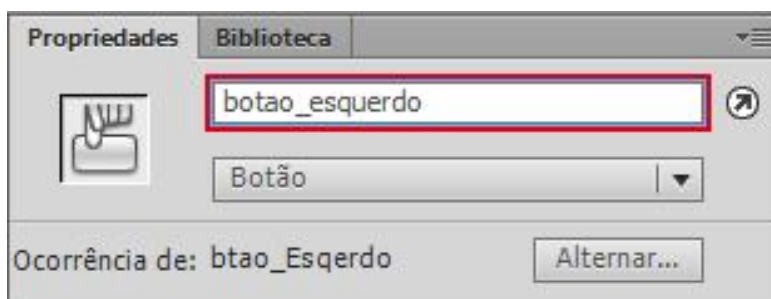 Propriedades Biblioteca
botao_esquerdo
Botão
Ocorrência de: btao_Esqerdo Alternar...